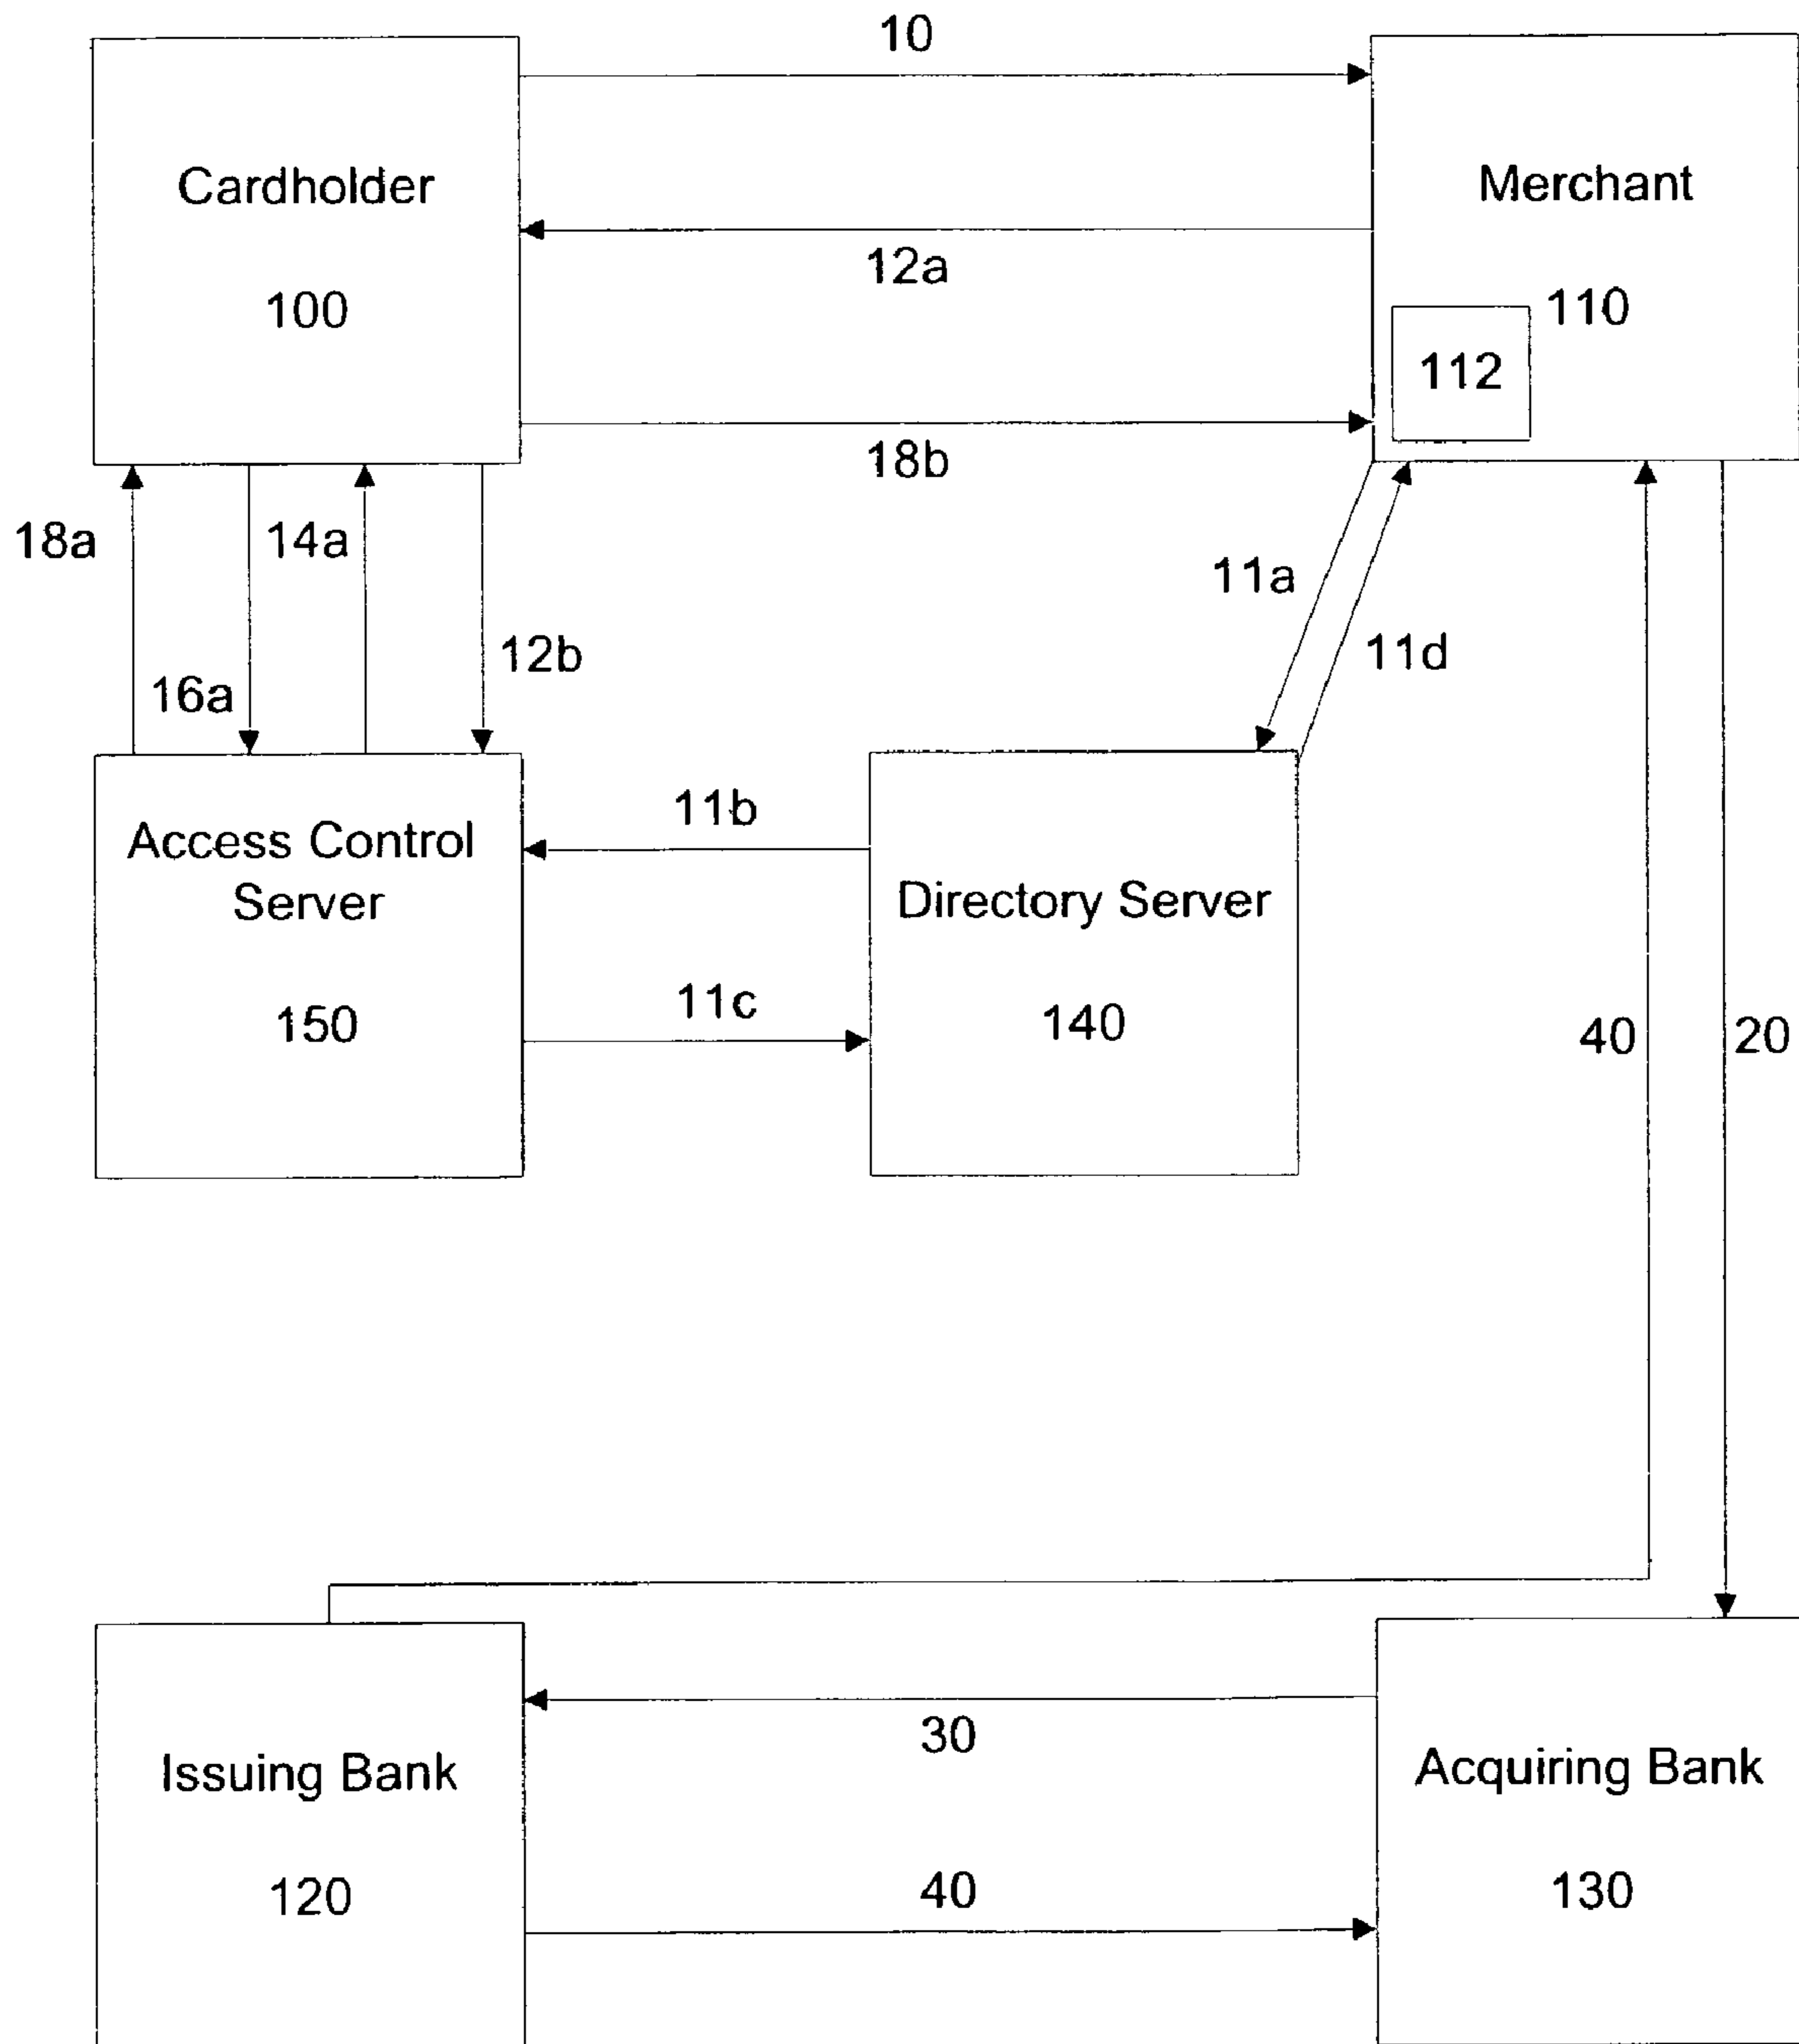 10
Cardholder
100
Merchant
110
112
12a
18b
18a
14a
16a
12b
11a
11d
Access Control
Server
150
11b
11c
Directory Server
140
40
20
Issuing Bank
120
30
40
Acquiring Bank
130